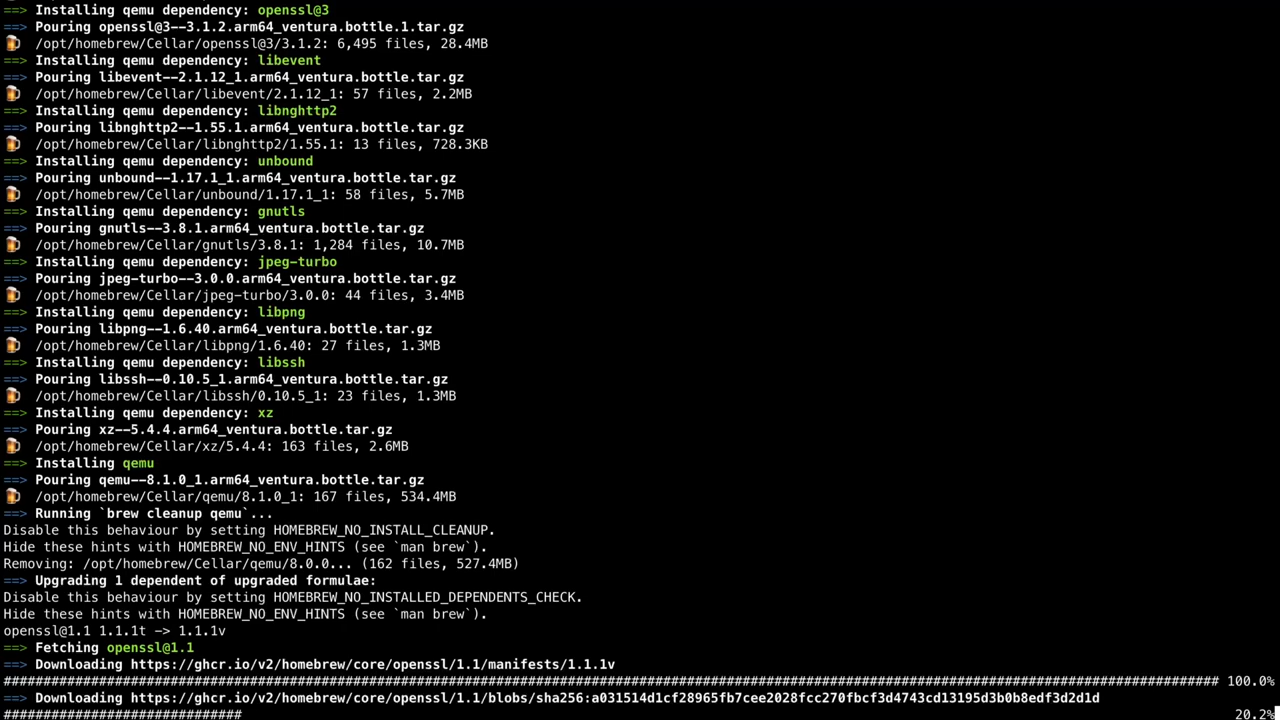 ==> Installing qemu dependency: openssl@3
==> Pouring openssl@3--3.1.2.arm64_ventura.bottle.1.tar.gz
🍺 /opt/homebrew/Cellar/openssl@3/3.1.2: 6,495 files, 28.4MB
==> Installing qemu dependency: libevent
==> Pouring libevent--2.1.12_1.arm64_ventura.bottle.tar.gz
🍺 /opt/homebrew/Cellar/libevent/2.1.12_1: 57 files, 2.2MB
==> Installing qemu dependency: libnghttp2
==> Pouring libnghttp2--1.55.1.arm64_ventura.bottle.tar.gz
🍺 /opt/homebrew/Cellar/libnghttp2/1.55.1: 13 files, 728.3KB
==> Installing qemu dependency: unbound
==> Pouring unbound--1.17.1_1.arm64_ventura.bottle.tar.gz
🍺 /opt/homebrew/Cellar/unbound/1.17.1_1: 58 files, 5.7MB
==> Installing qemu dependency: gnutls
==> Pouring gnutls--3.8.1.arm64_ventura.bottle.tar.gz
🍺 /opt/homebrew/Cellar/gnutls/3.8.1: 1,284 files, 10.7MB
==> Installing qemu dependency: jpeg-turbo
==> Pouring jpeg-turbo--3.0.0.arm64_ventura.bottle.tar.gz
🍺 /opt/homebrew/Cellar/jpeg-turbo/3.0.0: 44 files, 3.4MB
==> Installing qemu dependency: libpng
==> Pouring libpng--1.6.40.arm64_ventura.bottle.tar.gz
🍺 /opt/homebrew/Cellar/libpng/1.6.40: 27 files, 1.3MB
==> Installing qemu dependency: libssh
==> Pouring libssh--0.10.5_1.arm64_ventura.bottle.tar.gz
🍺 /opt/homebrew/Cellar/libssh/0.10.5_1: 23 files, 1.3MB
==> Installing qemu dependency: xz
==> Pouring xz--5.4.4.arm64_ventura.bottle.tar.gz
🍺 /opt/homebrew/Cellar/xz/5.4.4: 163 files, 2.6MB
==> Installing qemu
==> Pouring qemu--8.1.0_1.arm64_ventura.bottle.tar.gz
🍺 /opt/homebrew/Cellar/qemu/8.1.0_1: 167 files, 534.4MB
==> Running `brew cleanup qemu`...
Disable this behaviour by setting HOMEBREW_NO_INSTALL_CLEANUP.
Hide these hints with HOMEBREW_NO_ENV_HINTS (see `man brew`).
Removing: /opt/homebrew/Cellar/qemu/8.0.0... (162 files, 527.4MB)
==> Upgrading 1 dependent of upgraded formulae:
Disable this behaviour by setting HOMEBREW_NO_INSTALLED_DEPENDENTS_CHECK.
Hide these hints with HOMEBREW_NO_ENV_HINTS (see `man brew`).
openssl@1.1 1.1.1t -> 1.1.1v
==> Fetching openssl@1.1
==> Downloading https://ghcr.io/v2/homebrew/core/openssl/1.1/manifests/1.1.1v
######################################################################################################################################################### 100.0%
==> Downloading https://ghcr.io/v2/homebrew/core/openssl/1.1/blobs/sha256:a031514d1cf28965fb7cee2028fcc270fbcf3d4743cd13195d3b0b8edf3d2d1d
############################## 20.2%